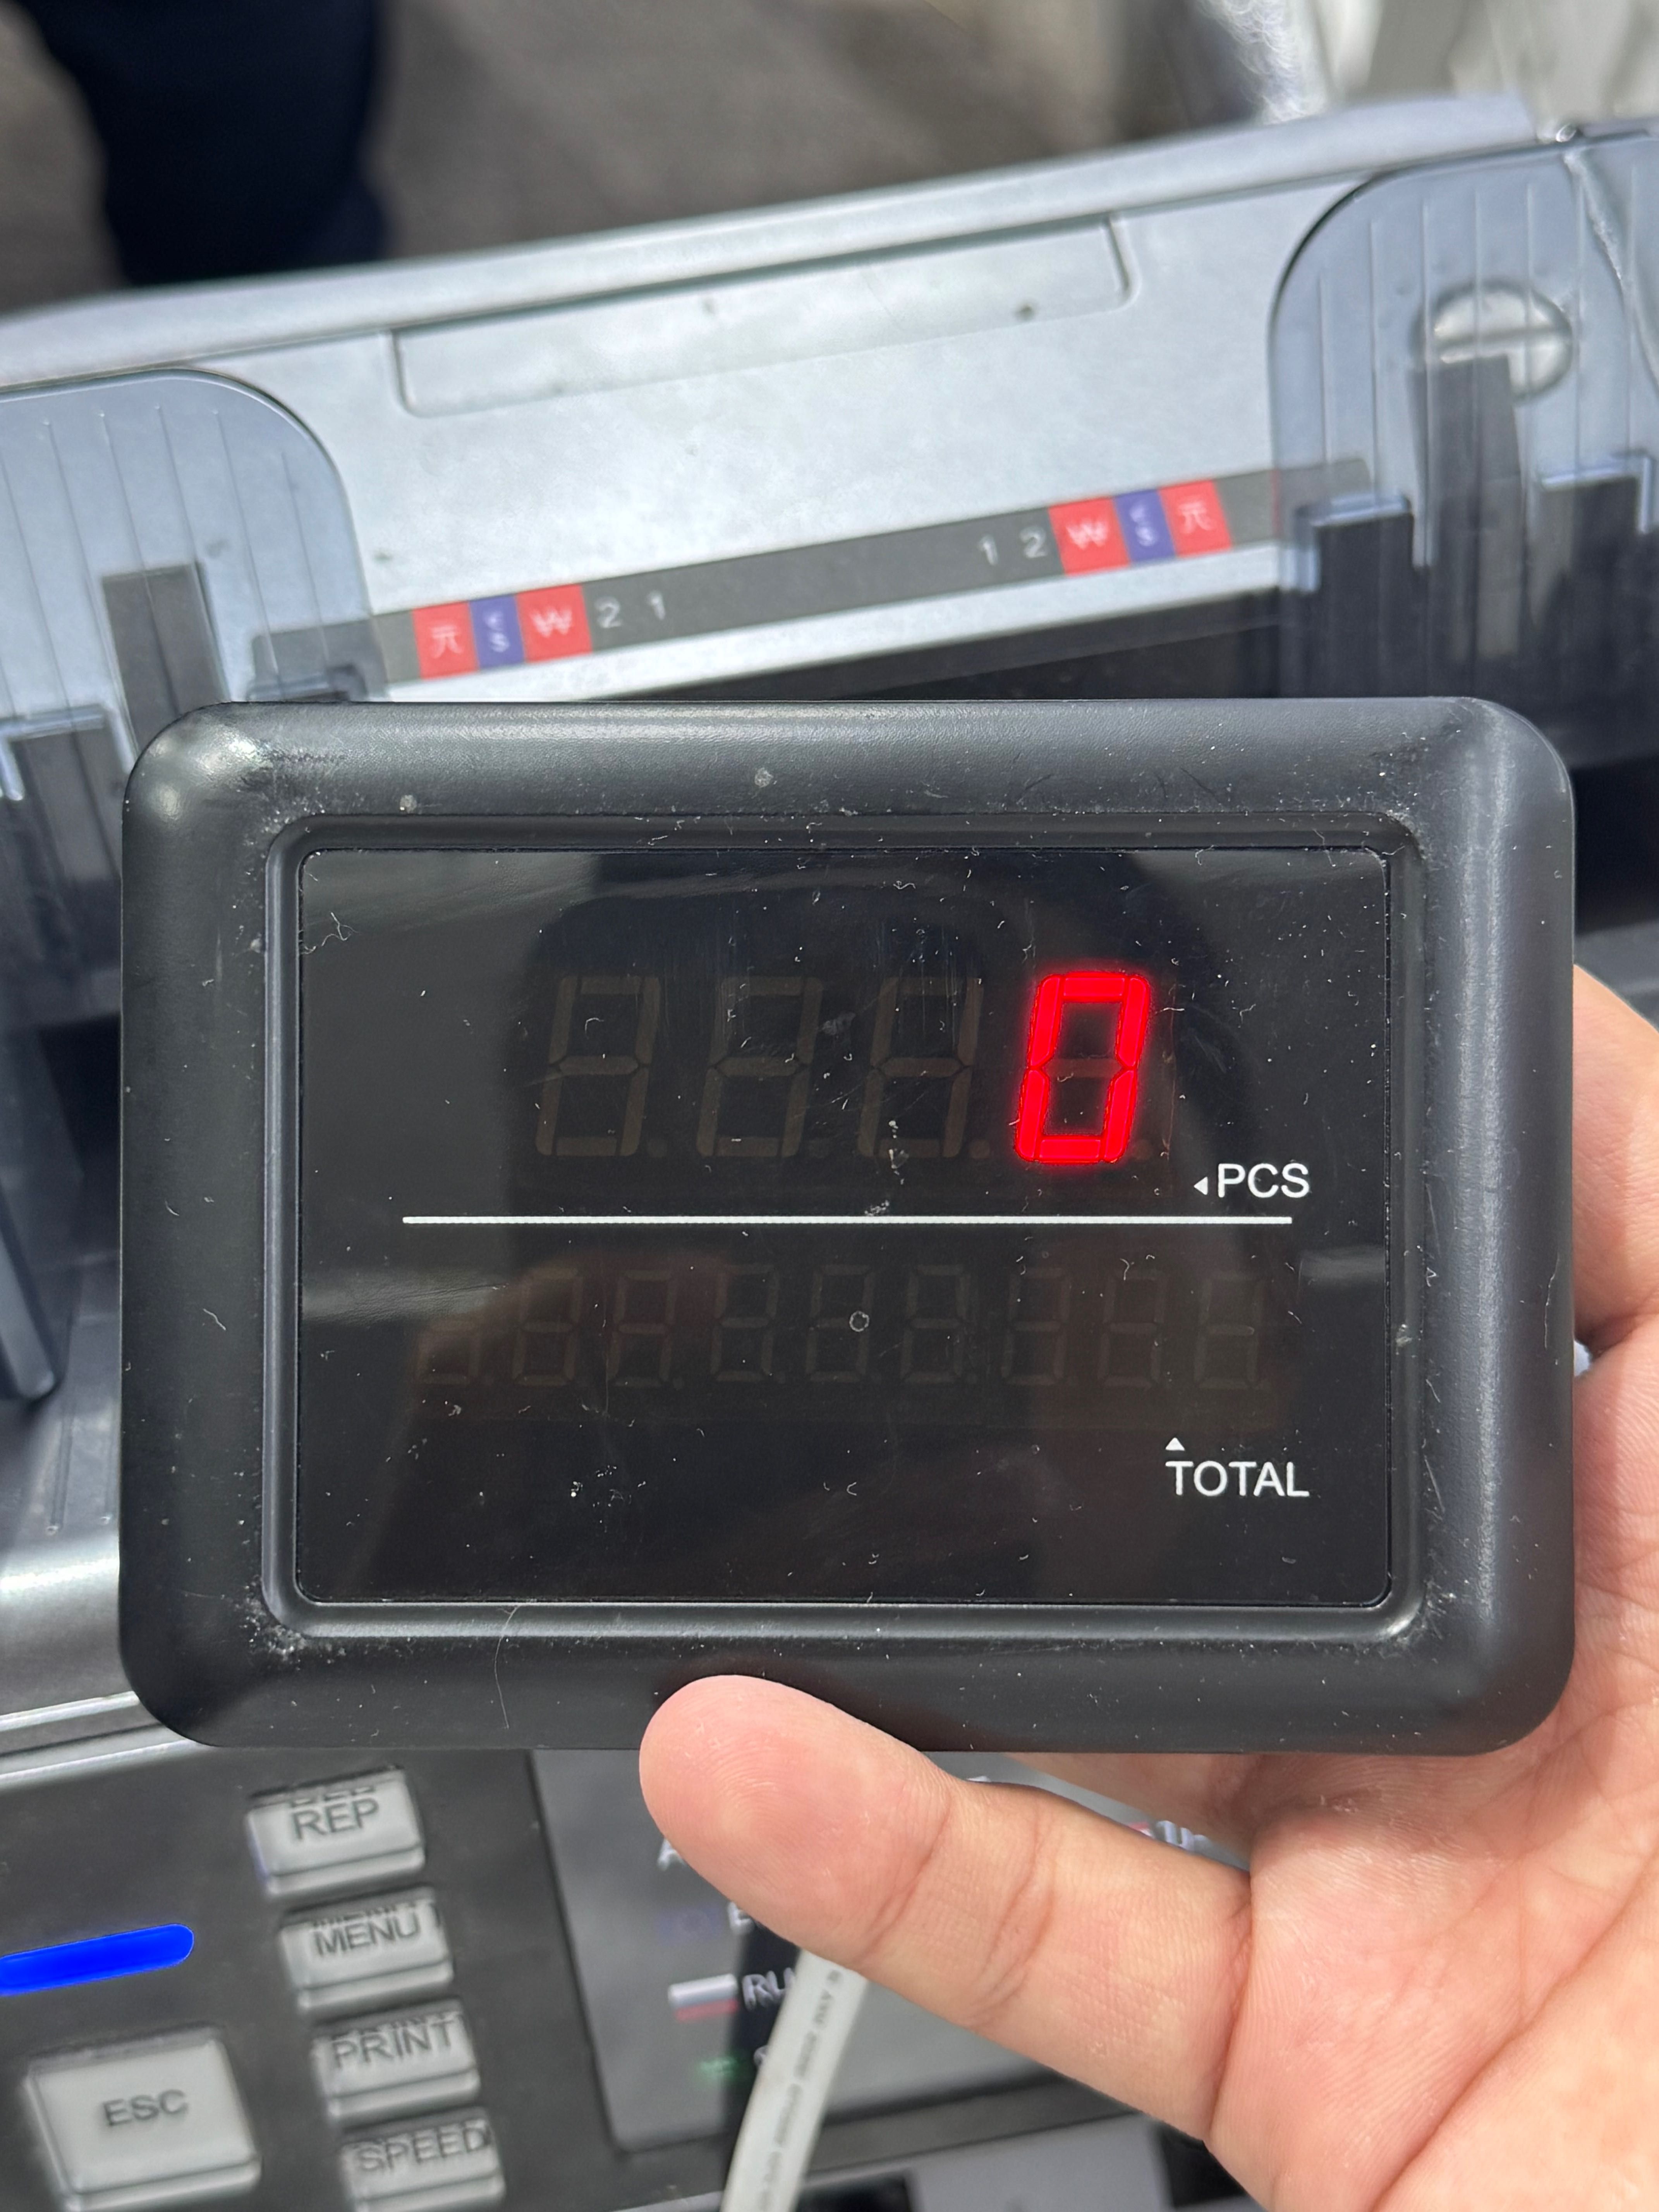 1 2 ₩ ¥ $ 元
元 ¥ $ ₩ 2 1
0
◂PCS
▴
TOTAL
REP
MENU
PRINT
ESC
SPEED